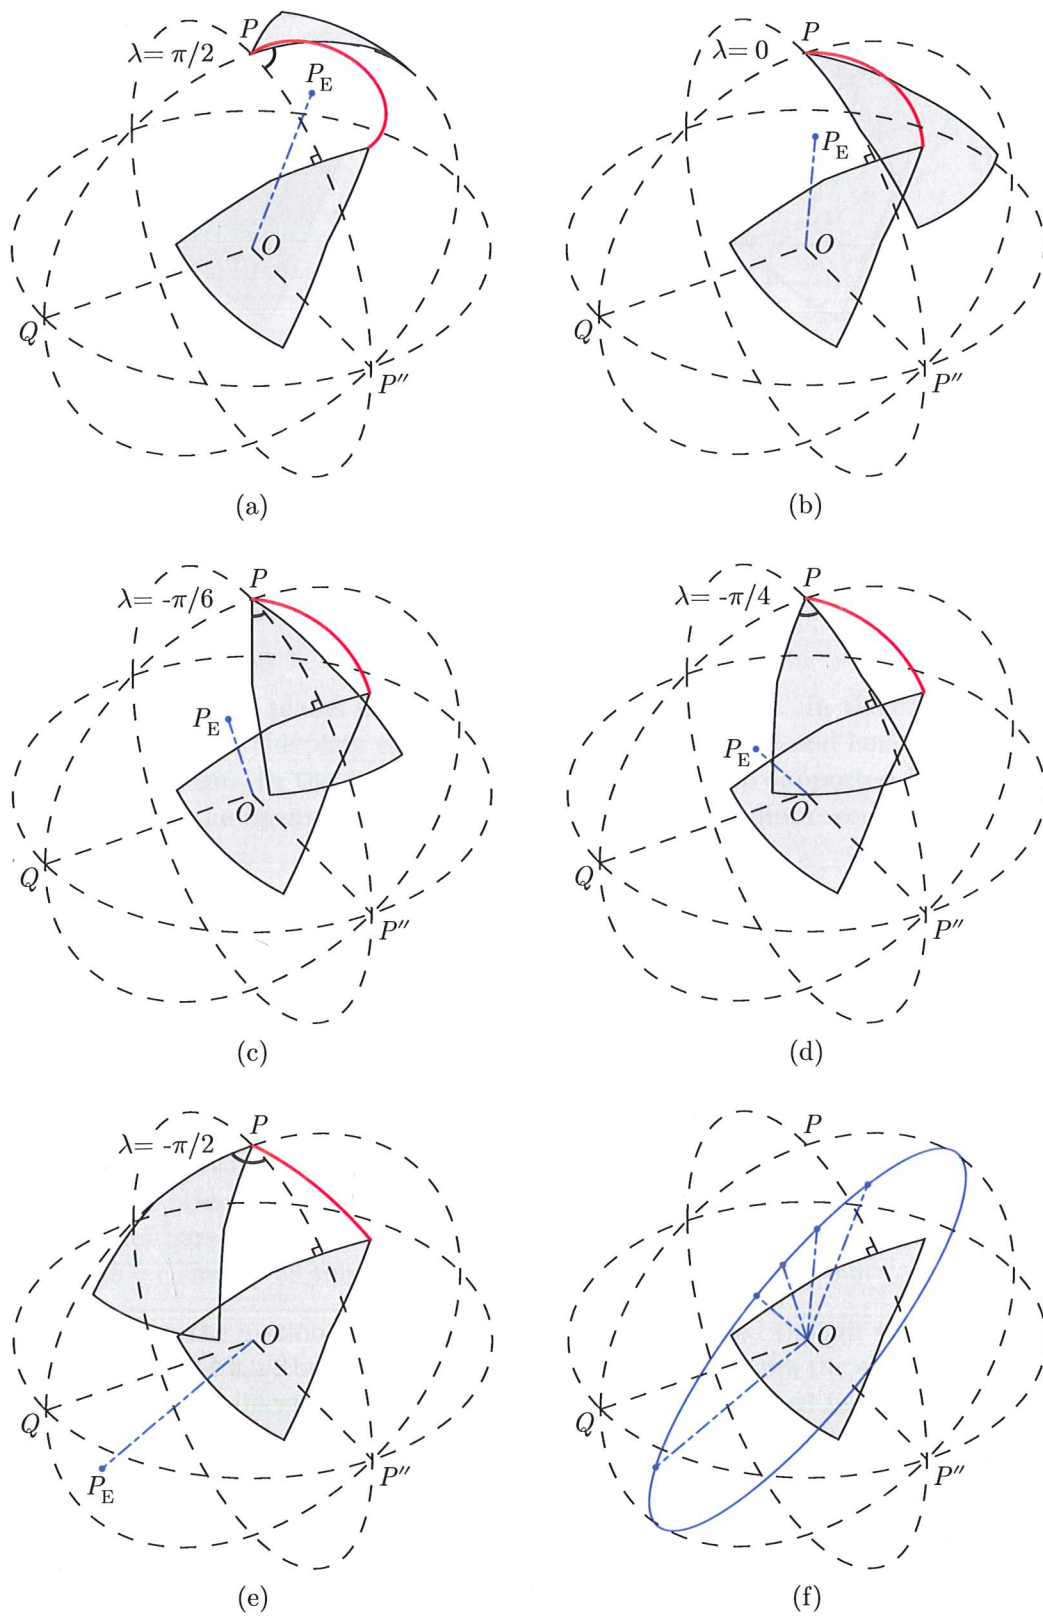 P
λ= π/2
P_E
O
Q
P″
(a)
P
λ= 0
P_E
O
Q
P″
(b)
P
λ= -π/6
P_E
O
Q
P″
(c)
P
λ= -π/4
P_E
O
Q
P″
(d)
P
λ= -π/2
O
Q
P_E
P″
(e)
P
O
Q
P″
(f)